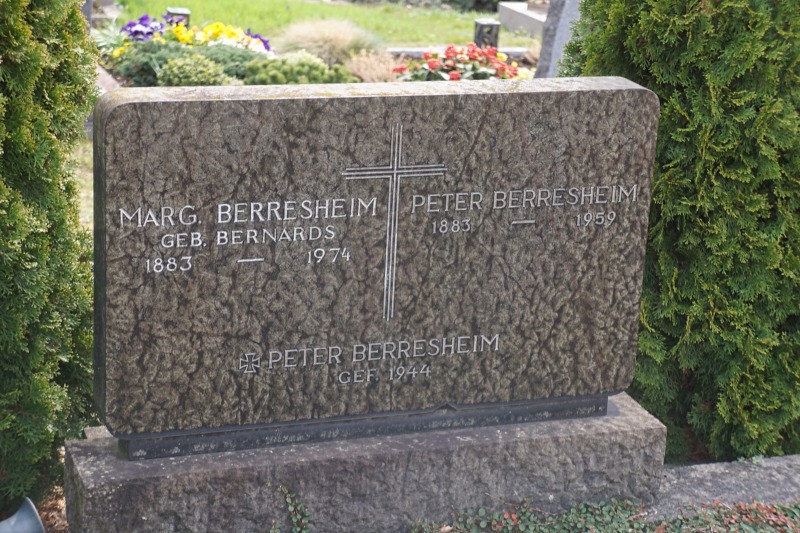 MARG. BERRESHEIM
GEB. BERNARDS
1883 — 1974
PETER BERRESHEIM
1883 — 1959
PETER BERRESHEIM
GEF. 1944